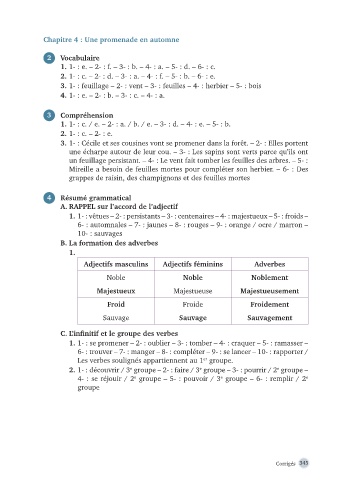 Chapitre 4 : Une promenade en automne
2 Vocabulaire
1. 1- : e. – 2- : f. – 3- : b. – 4- : a. – 5- : d. – 6- : c.
2. 1- : c. – 2- : d. – 3- : a. – 4- : f. – 5- : b. – 6- : e.
3. 1- : feuillage – 2- : vent – 3- : feuilles – 4- : herbier – 5- : bois
4. 1- : e. – 2- : b. – 3- : c. – 4- : a.
3 Compréhension
1. 1- : c. / e. – 2- : a. / b. / e. – 3- : d. – 4- : e. – 5- : b.
2. 1- : c. – 2- : e.
3. 1- : Cécile et ses cousines vont se promener dans la forêt. – 2- : Elles portent
une écharpe autour de leur cou. – 3- : Les sapins sont verts parce qu'ils ont
un feuillage persistant. – 4- : Le vent fait tomber les feuilles des arbres. – 5- :
Mireille a besoin de feuilles mortes pour compléter son herbier. – 6- : Des
grappes de raisin, des champignons et des feuilles mortes
4 Résumé grammatical
A. RAPPEL sur l'accord de l'adjectif
1. 1- : vêtues – 2- : persistants – 3- : centenaires – 4- : majestueux – 5- : froids –
6- : automnales – 7- : jaunes – 8- : rouges – 9- : orange / ocre / marron –
10- : sauvages
B. La formation des adverbes
1.
Adjectifs masculins Adjectifs féminins Adverbes
Noble Noble Noblement
Majestueux Majestueuse Majestueusement
Froid Froide Froidement
Sauvage Sauvage Sauvagement
C. L'infinitif et le groupe des verbes
1. 1- : se promener – 2- : oublier – 3- : tomber – 4- : craquer – 5- : ramasser –
6- : trouver – 7- : manger – 8- : compléter – 9- : se lancer – 10- : rapporter /
Les verbes soulignés appartiennent au 1er groupe.
2. 1- : découvrir / 3e groupe – 2- : faire / 3e groupe – 3- : pourrir / 2e groupe –
4- : se réjouir / 2e groupe – 5- : pouvoir / 3e groupe – 6- : remplir / 2e
groupe
Corrigés 345